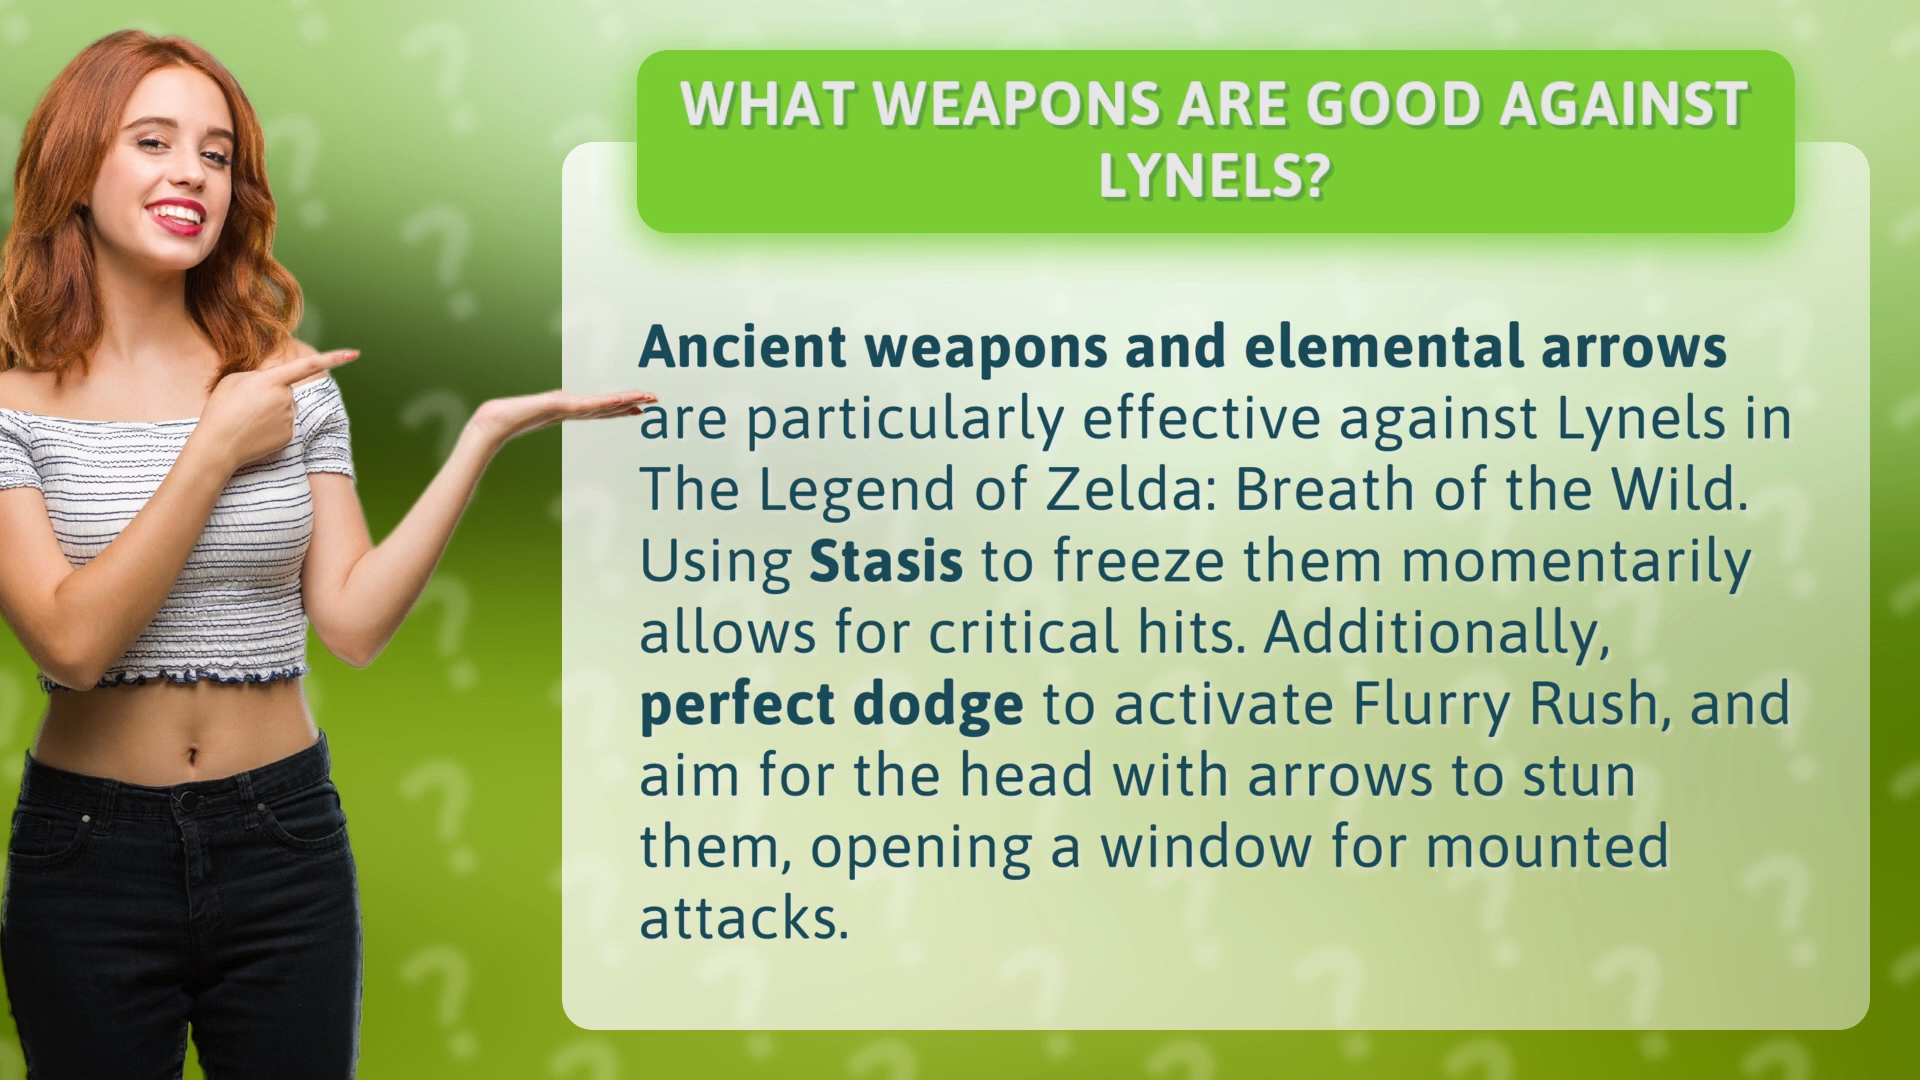 WHAT WEAPONS ARE GOOD AGAINST
LYNELS?
Ancient weapons and elemental arrows
are particularly effective against Lynels in
The Legend of Zelda: Breath of the Wild.
Using Stasis to freeze them momentarily
allows for critical hits. Additionally,
perfect dodge to activate Flurry Rush, and
aim for the head with arrows to stun
them, opening a window for mounted
attacks.